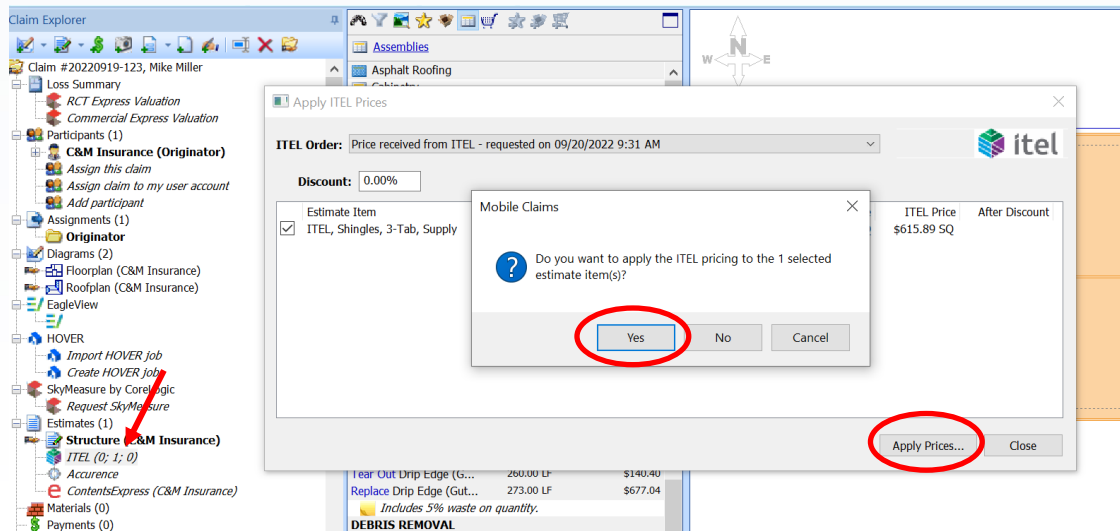 Claim Explorer
Claim #20220919-123, Mike Miller
Loss Summary
RCT Express Valuation
Commercial Express Valuation
Participants (1)
C&M Insurance (Originator)
Assign this claim
Assign claim to my user account
Add participant
Assignments (1)
Originator
Diagrams (2)
Floorplan (C&M Insurance)
Roofplan (C&M Insurance)
EagleView
HOVER
Import HOVER job
Create HOVER job
SkyMeasure by CoreLogic
Request SkyMeasure
Estimates (1)
Structure (C&M Insurance)
ITEL (0; 1; 0)
Accurence
ContentsExpress (C&M Insurance)
Materials (0)
Payments (0)
Assemblies
Asphalt Roofing
N
W E
Apply ITEL Prices
ITEL Order: Price received from ITEL - requested on 09/20/2022 9:31 AM
itel
Discount: 0.00%
Estimate Item ITEL Price After Discount
ITEL, Shingles, 3-Tab, Supply $615.89 SQ
Mobile Claims
Do you want to apply the ITEL pricing to the 1 selected
estimate item(s)?
Yes No Cancel
Apply Prices... Close
Tear Out Drip Edge (G... 260.00 LF $140.40
Replace Drip Edge (Gut... 273.00 LF $677.04
Includes 5% waste on quantity.
DEBRIS REMOVAL